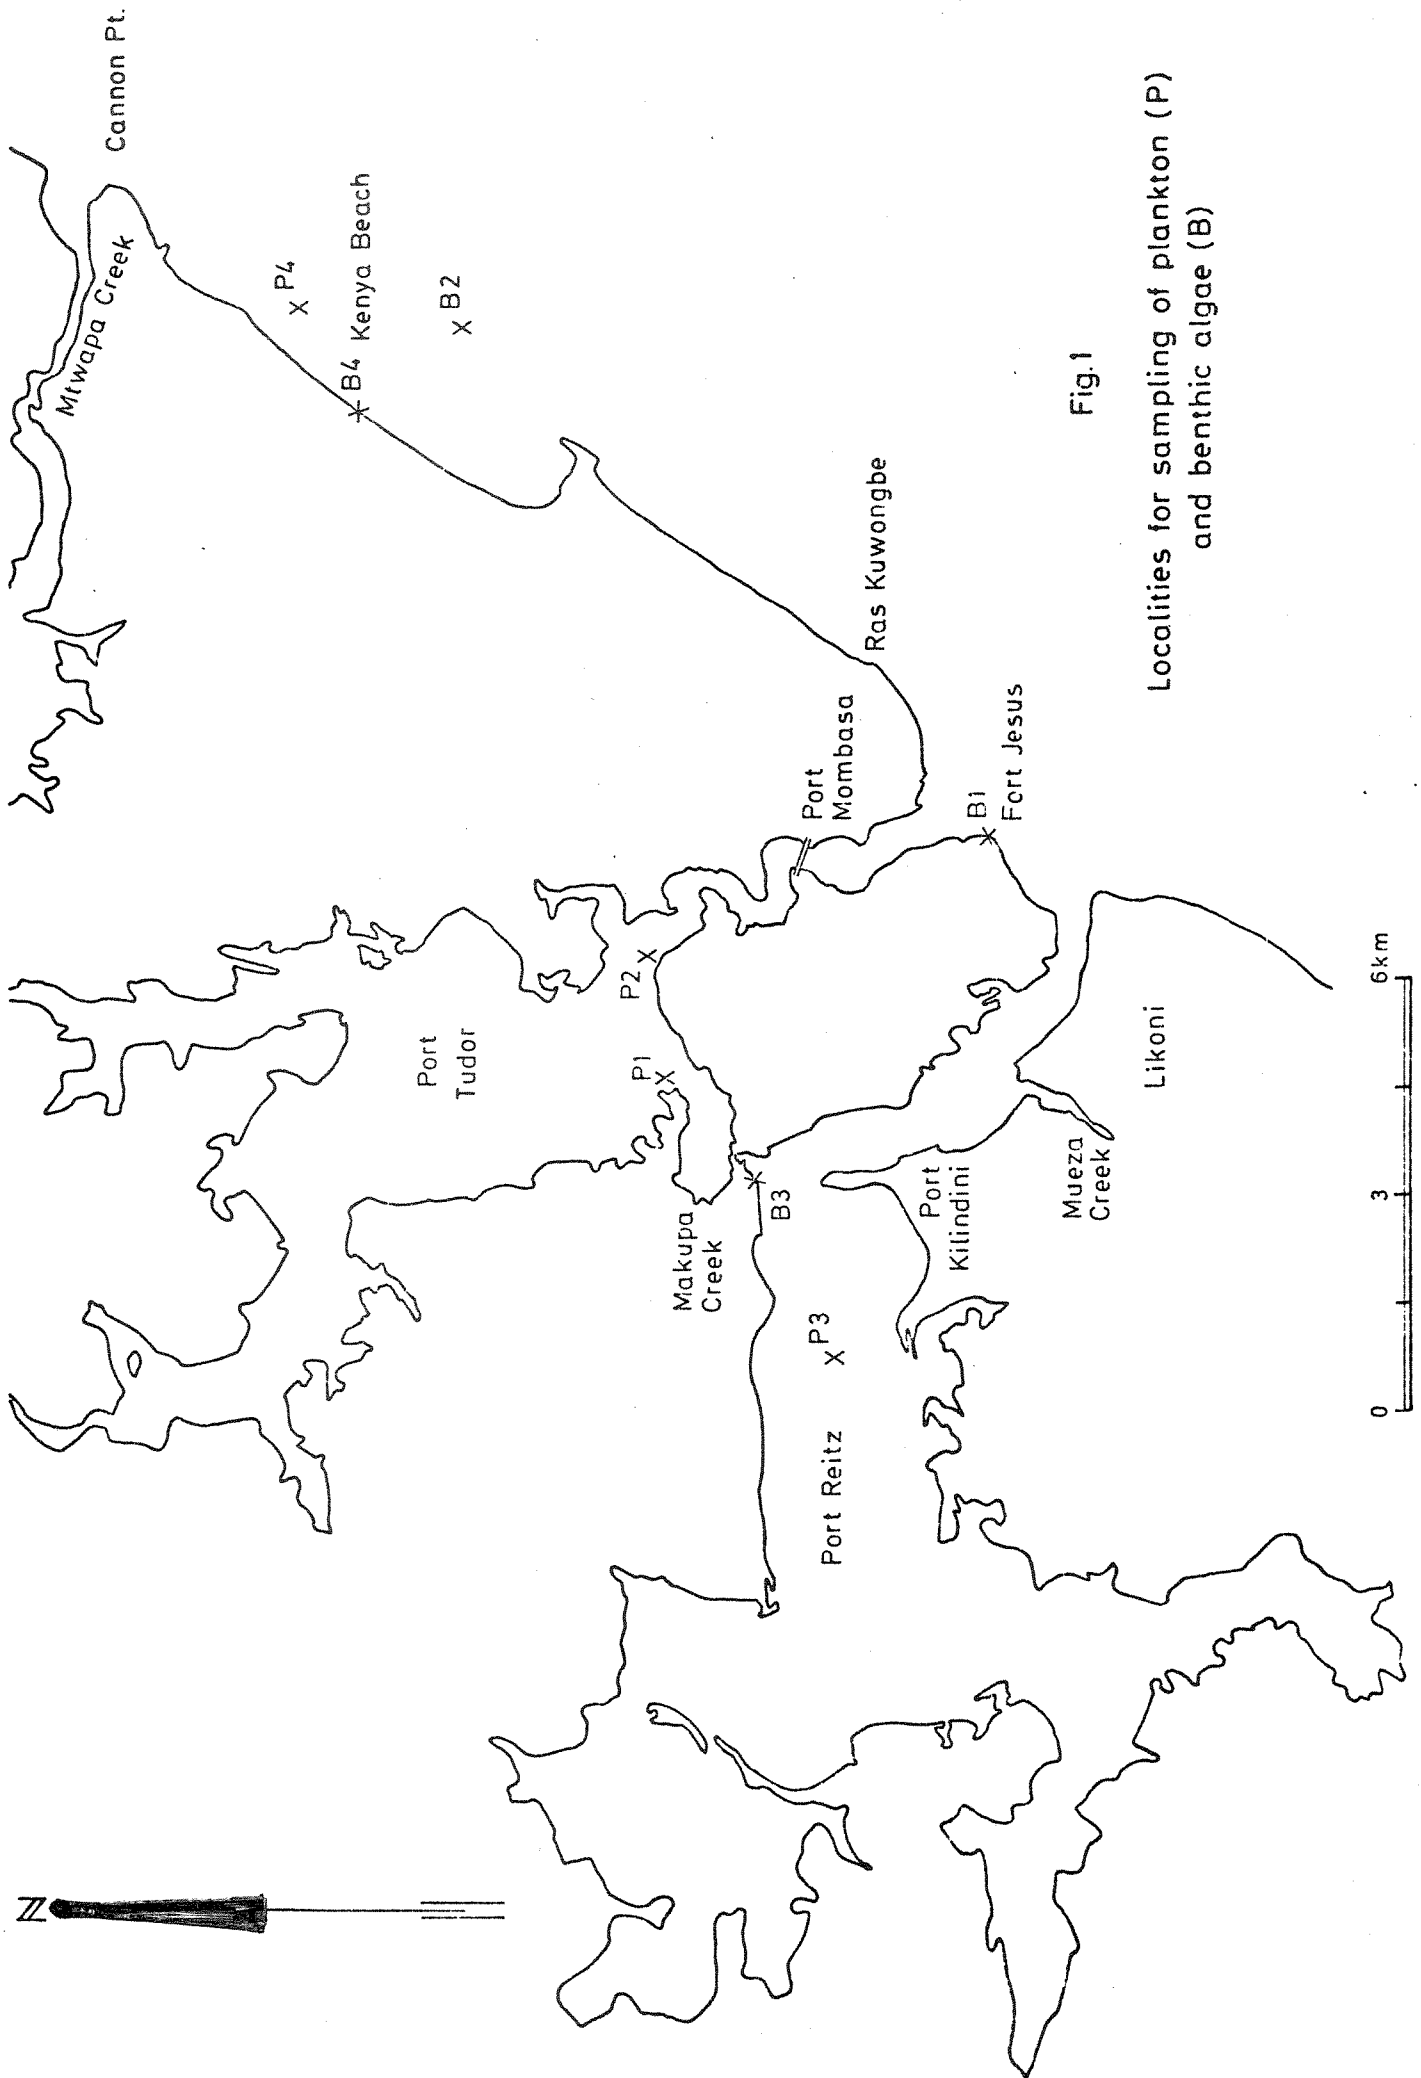 N
Cannon Pt.
Mtwapa Creek
P4
B4 Kenya Beach
B2
Ras Kuwongbe
Port
Mombasa
B1
Fort Jesus
P2
P1
Port
Tudor
Makupa
Creek
B3
Port
Kilindini
Mueza
Creek
Likoni
P3
Port Reitz
0 3 6km
Fig.1
Localities for sampling of plankton (P)
and benthic algae (B)